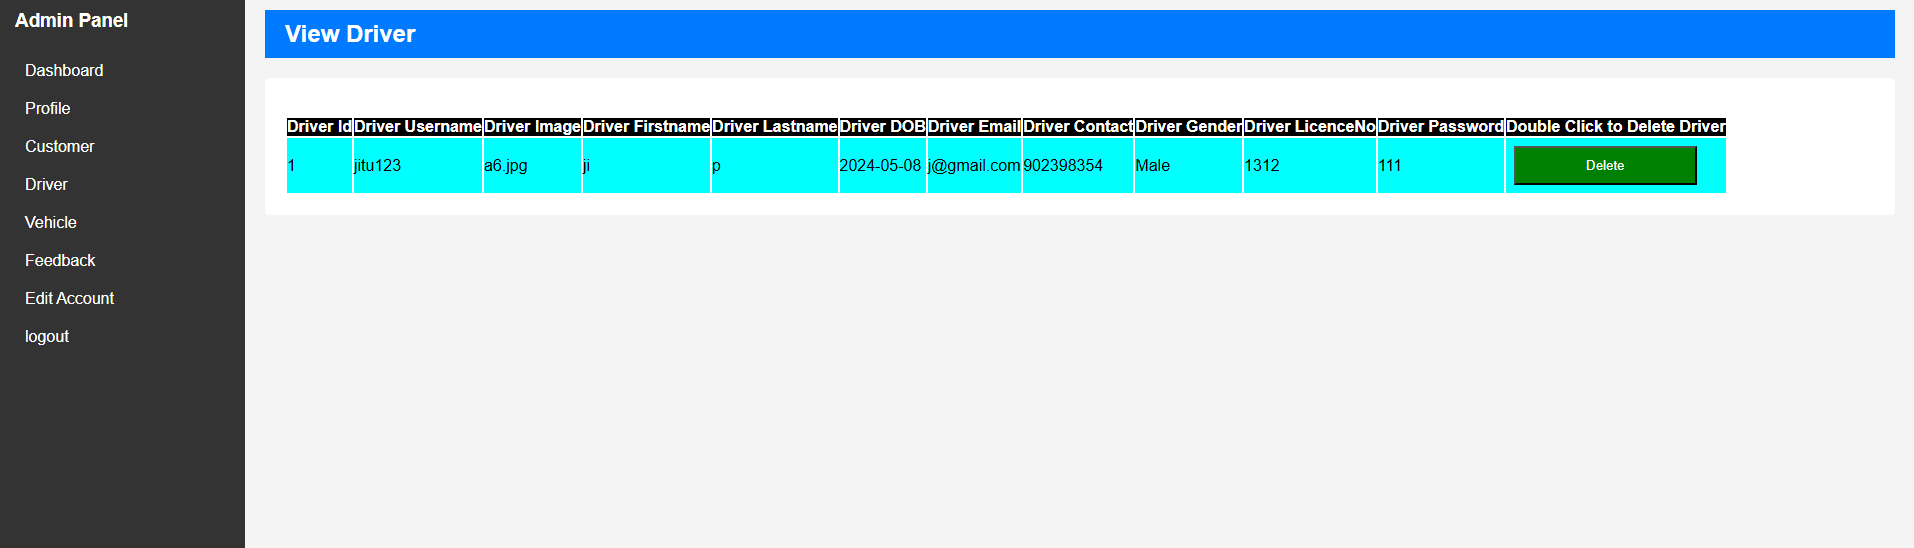 Admin Panel
Dashboard
Profile
Customer
Driver
Vehicle
Feedback
Edit Account
logout
View Driver
Driver Id Driver Username Driver Image Driver Firstname Driver Lastname Driver DOB Driver Email Driver Contact Driver Gender Driver LicenceNo Driver Password Double Click to Delete Driver
1 jitu123 a6.jpg ji p 2024-05-08 j@gmail.com 902398354 Male 1312 111 Delete